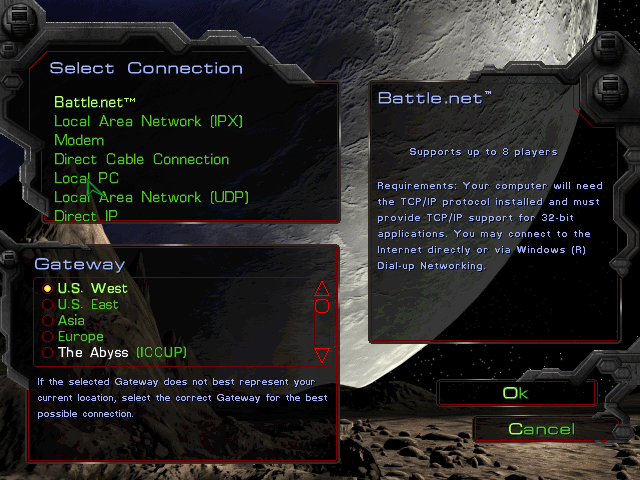 Select Connection
Battle.net™
Local Area Network (IPX)
Modem
Direct Cable Connection
Local PC
Local Area Network (UDP)
Direct IP
Battle.net™
Supports up to 8 players
Requirements: Your computer will need
the TCP/IP protocol installed and must
provide TCP/IP support for 32-bit
applications. You may connect to the
Internet directly or via Windows (R)
Dial-up Networking.
Gateway
U.S. West
U.S. East
Asia
Europe
The Abyss (ICCUP)
If the selected Gateway does not best represent your
current location, select the correct Gateway for the best
possible connection.
Ok
Cancel